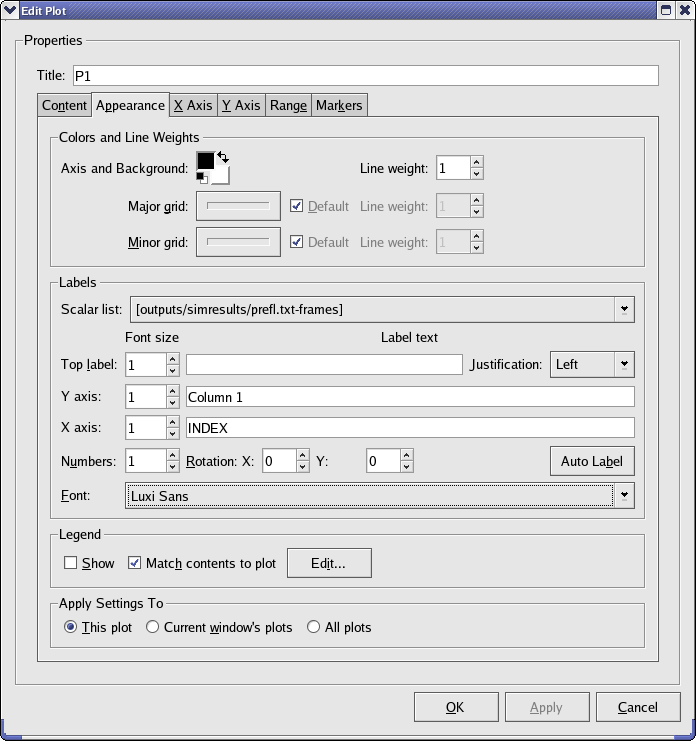 Edit Plot
Properties
Title: P1
Content Appearance X Axis Y Axis Range Markers
Colors and Line Weights
Axis and Background: Line weight: 1
Major grid: Default Line weight: 1
Minor grid: Default Line weight: 1
Labels
Scalar list: [outputs/simresults/prefl.txt-frames]
Font size Label text
Top label: 1 Justification: Left
Y axis: 1 Column 1
X axis: 1 INDEX
Numbers: 1 Rotation: X: 0 Y: 0 Auto Label
Font: Luxi Sans
Legend
Show Match contents to plot Edit...
Apply Settings To
This plot Current window's plots All plots
OK Apply Cancel